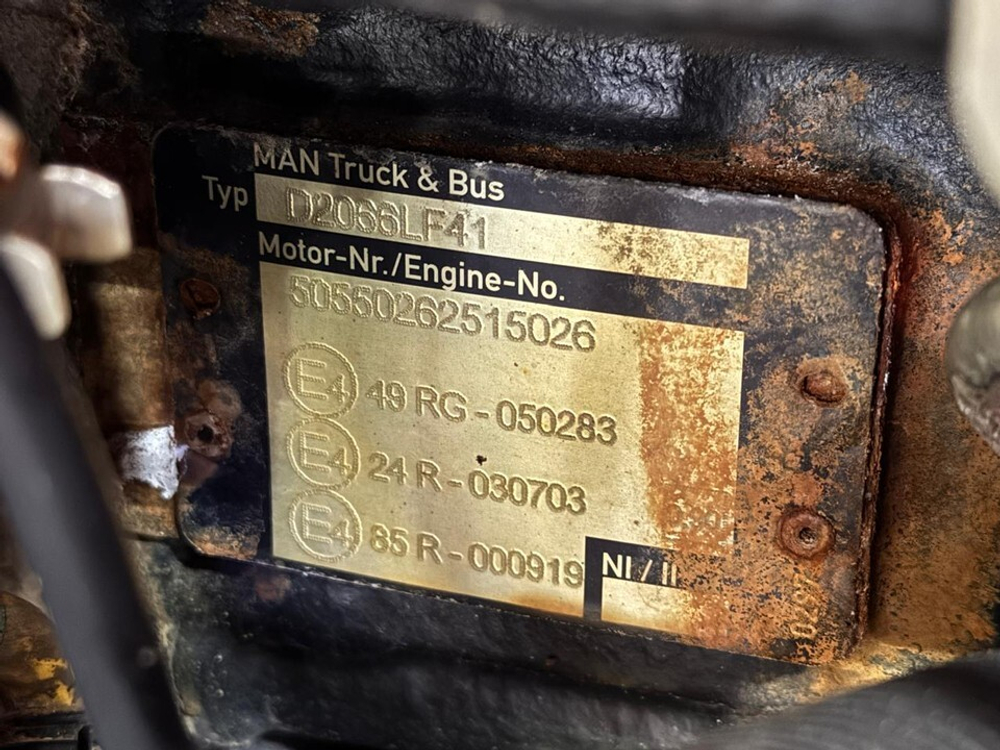 MAN Truck & Bus
Typ D2066LF41
Motor-Nr./Engine-No.
50550262515026
E4 49 RG - 050283
E4 24 R - 030703
E4 85 R - 000919
NI / II